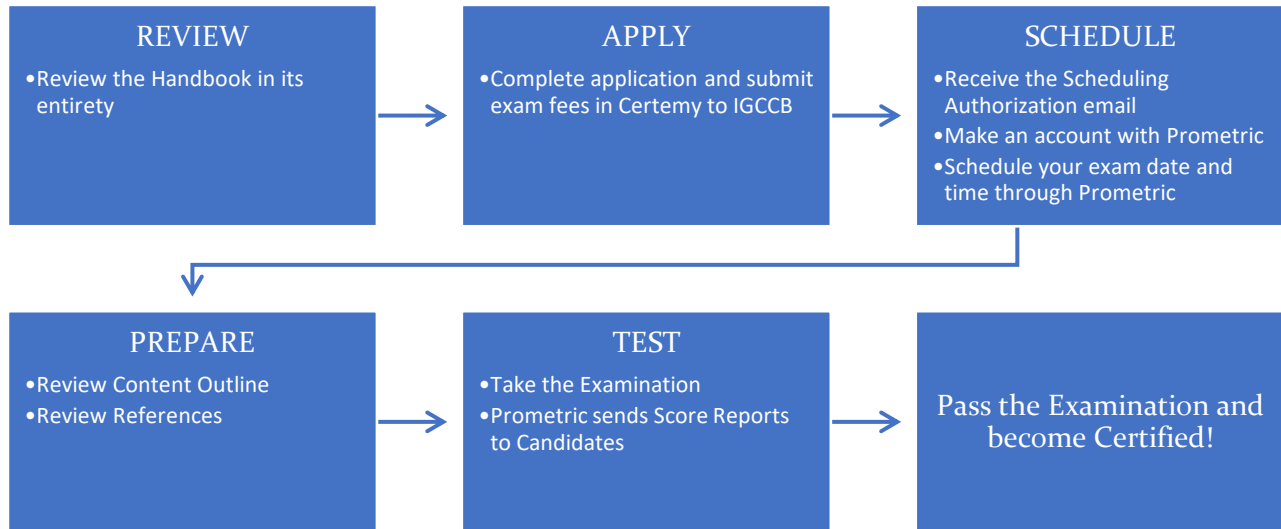 REVIEW
•Review the Handbook in its
entirety
APPLY
•Complete application and submit
exam fees in Certemy to IGCCB
SCHEDULE
•Receive the Scheduling
Authorization email
•Make an account with Prometric
•Schedule your exam date and
time through Prometric
PREPARE
•Review Content Outline
•Review References
TEST
•Take the Examination
•Prometric sends Score Reports
to Candidates
Pass the Examination and
become Certified!